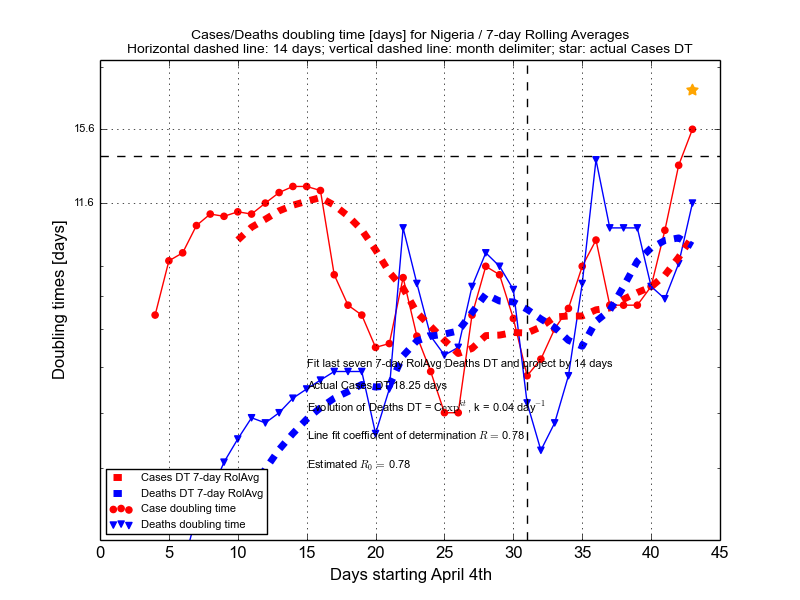 Cases/Deaths doubling time [days] for Nigeria / 7-day Rolling Averages
Horizontal dashed line: 14 days; vertical dashed line: month delimiter; star: actual Cases DT
15.6
11.6
Doubling times [days]
Fit last seven 7-day RolAvg Deaths DT and project by 14 days
Actual Cases DT 18.25 days
Evolution of Deaths DT = C₀exp^kt, k = 0.04 day⁻¹
Line fit coefficient of determination R = 0.78
Estimated R₀ = 0.78
Cases DT 7-day RolAvg
Deaths DT 7-day RolAvg
Case doubling time
Deaths doubling time
0 5 10 15 20 25 30 35 40 45
Days starting April 4th